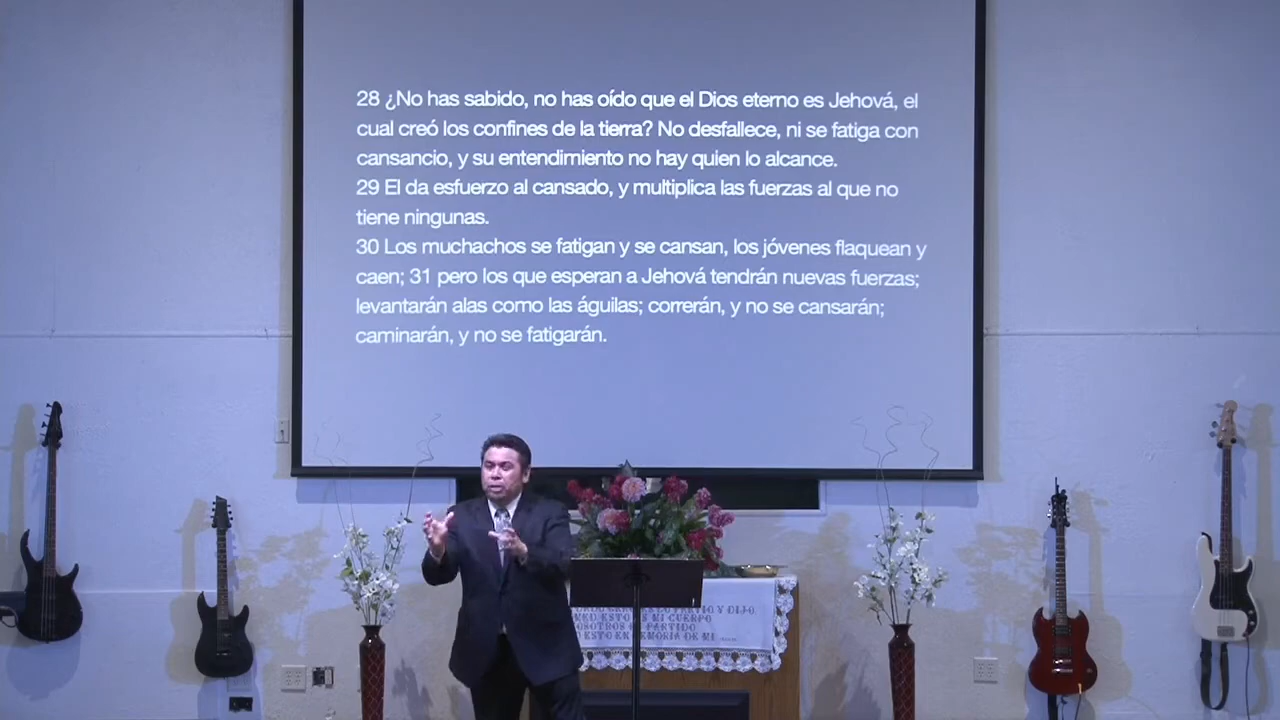 28 ¿No has sabido, no has oído que el Dios eterno es Jehová, el
cual creó los confines de la tierra? No desfallece, ni se fatiga con
cansancio, y su entendimiento no hay quien lo alcance.
29 El da esfuerzo al cansado, y multiplica las fuerzas al que no
tiene ningunas.
30 Los muchachos se fatigan y se cansan, los jóvenes flaquean y
caen; 31 pero los que esperan a Jehová tendrán nuevas fuerzas;
levantarán alas como las águilas; correrán, y no se cansarán;
caminarán, y no se fatigarán.
PARTIO Y DIJO
ESTO ES MI CUERPO
PARTIDO
ESTO EN MEMORIA DE MI